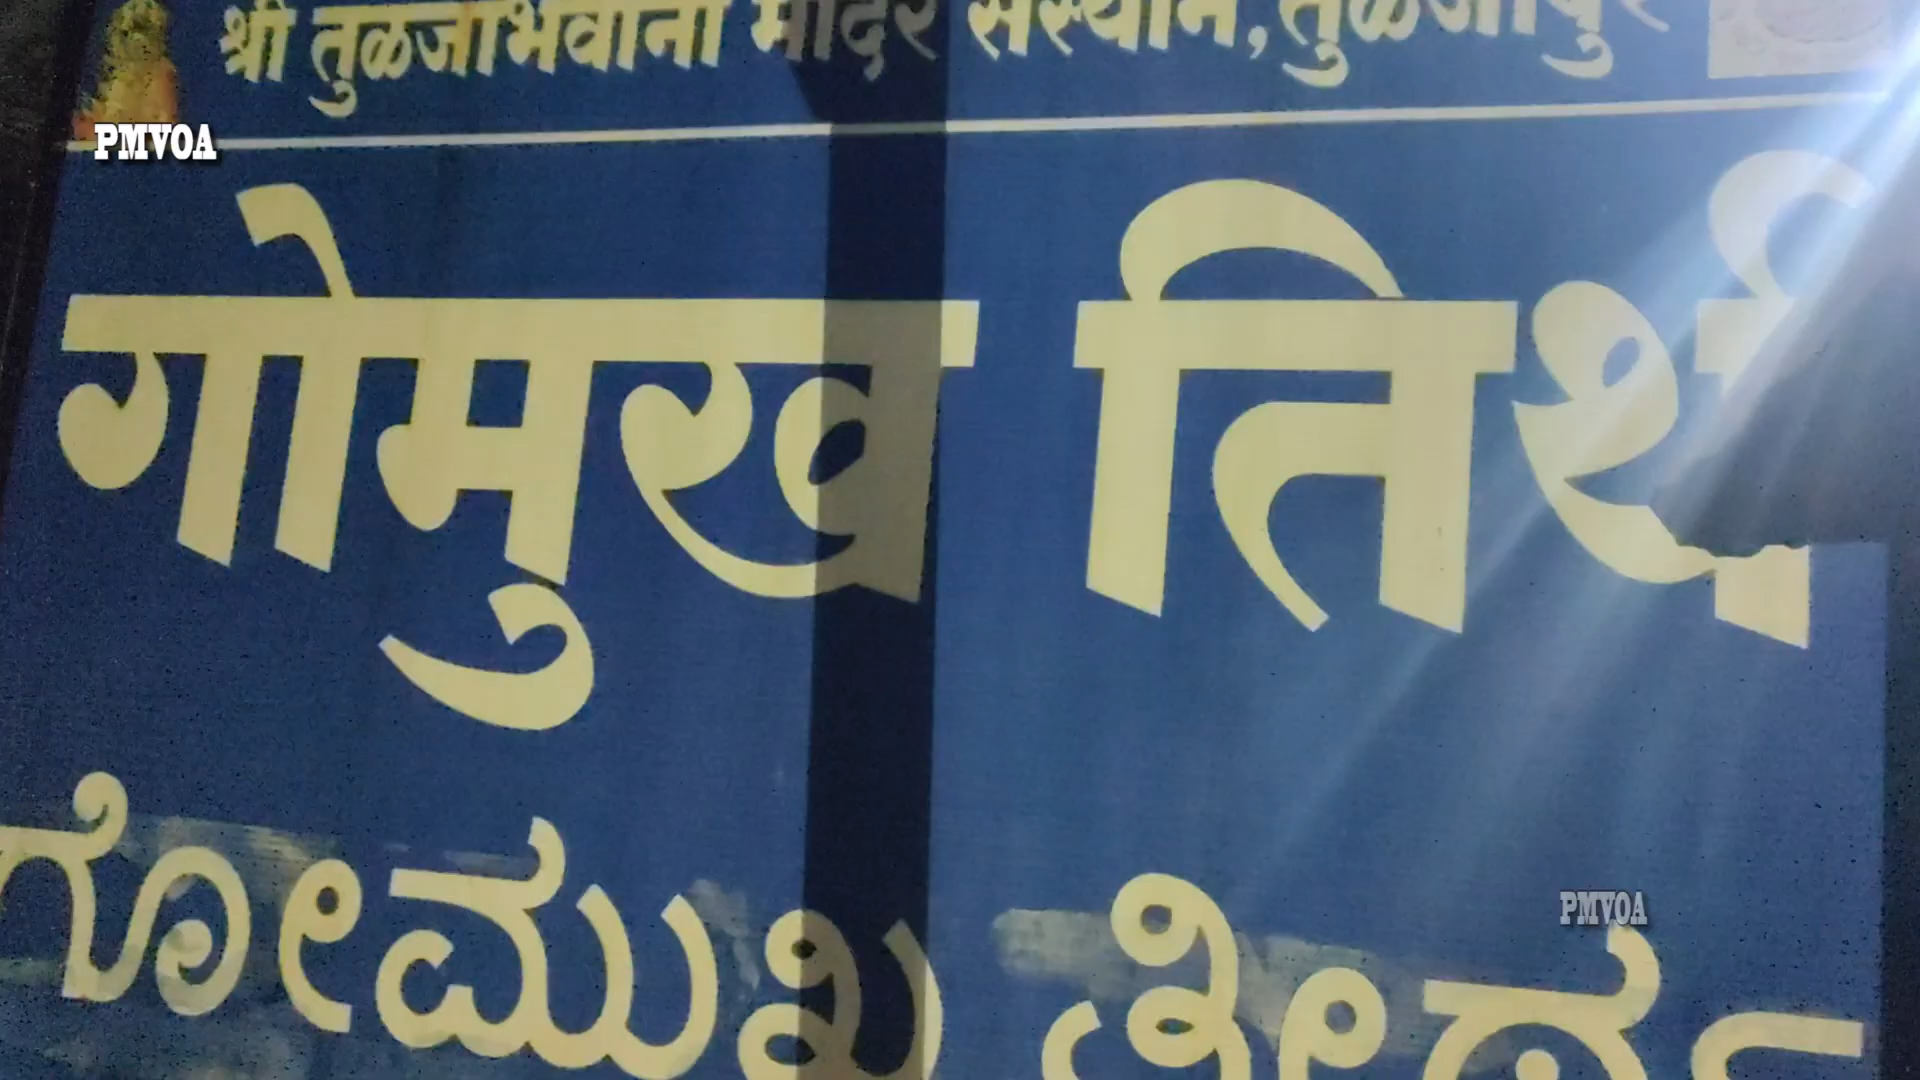 श्री तुळजाभवानी मंदिर संस्थान, तुळजापुर
PMVOA
गोमुख तिर्थ
PMVOA
ಗೋಮುಖ ತೀರ್ಥ